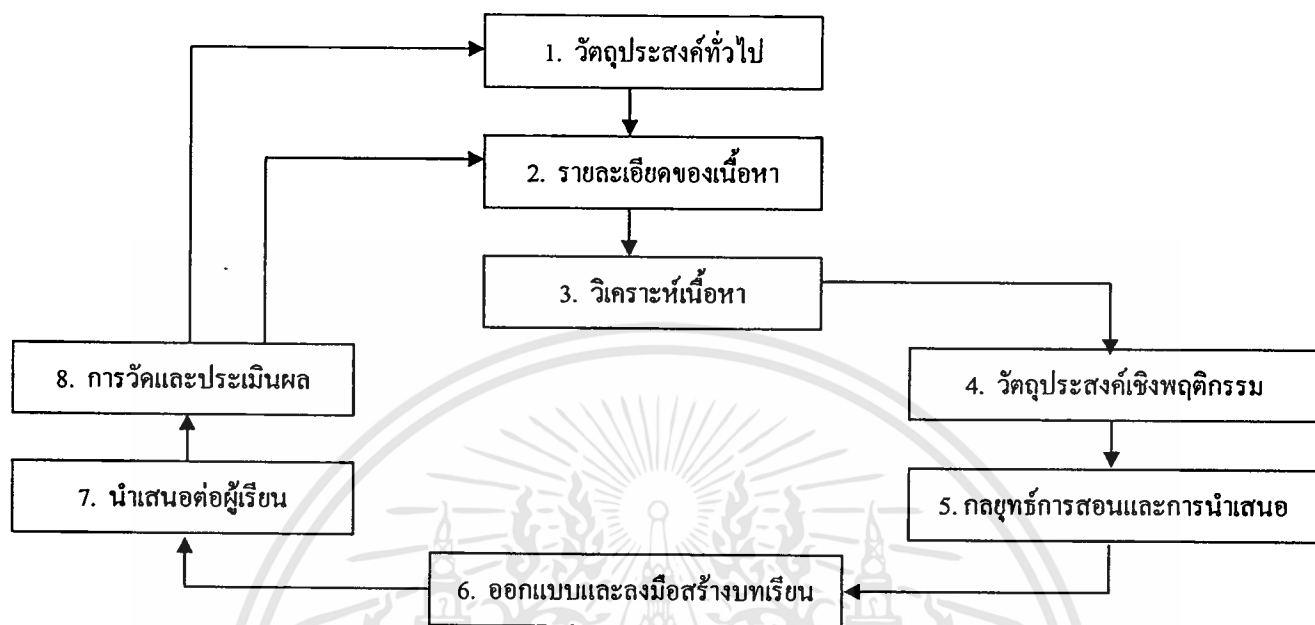 1. วัตถุประสงค์ทั่วไป
2. รายละเอียดของเนื้อหา
3. วิเคราะห์เนื้อหา
4. วัตถุประสงค์เชิงพฤติกรรม
5. กลยุทธ์การสอนและการนำเสนอ
6. ออกแบบและลงมือสร้างบทเรียน
7. นำเสนอต่อผู้เรียน
8. การวัดและประเมินผล